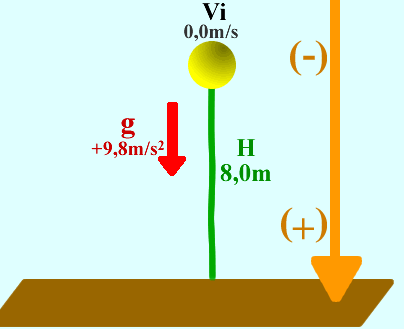 Vi
0,0m/s
(-)
g
+9,8m/s²
H
8,0m
(+)